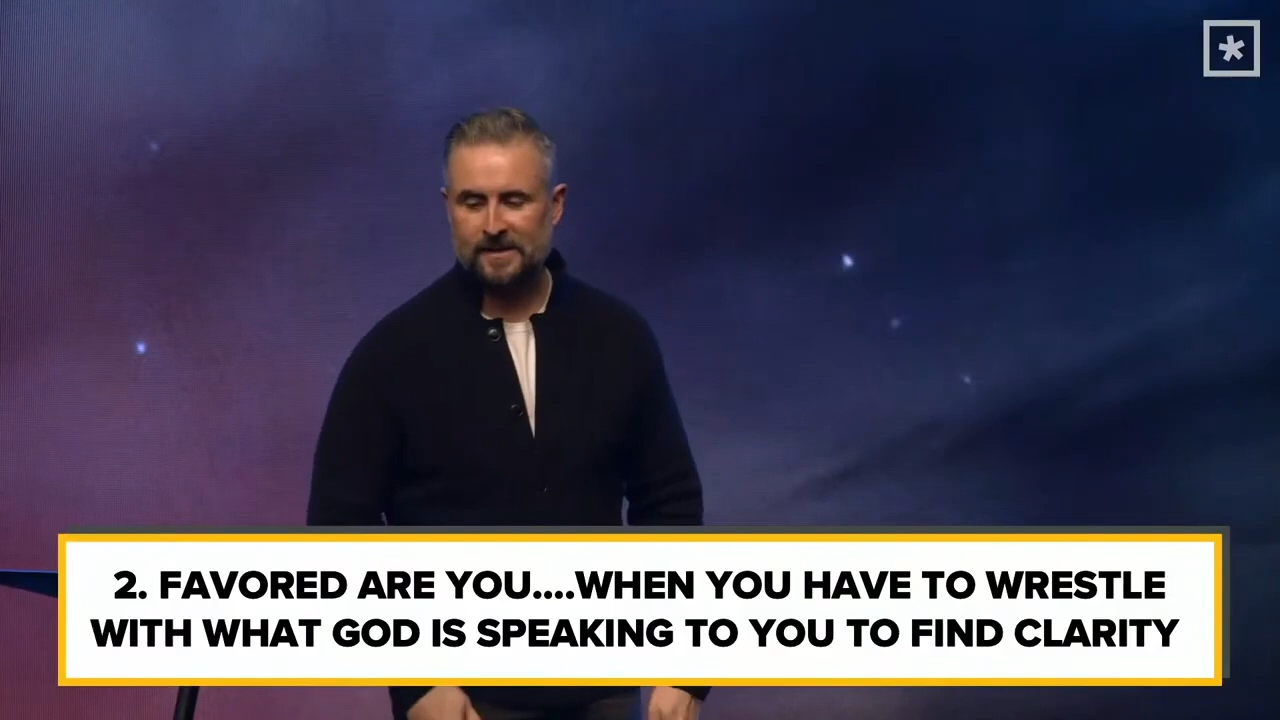 2. FAVORED ARE YOU....WHEN YOU HAVE TO WRESTLE
WITH WHAT GOD IS SPEAKING TO YOU TO FIND CLARITY